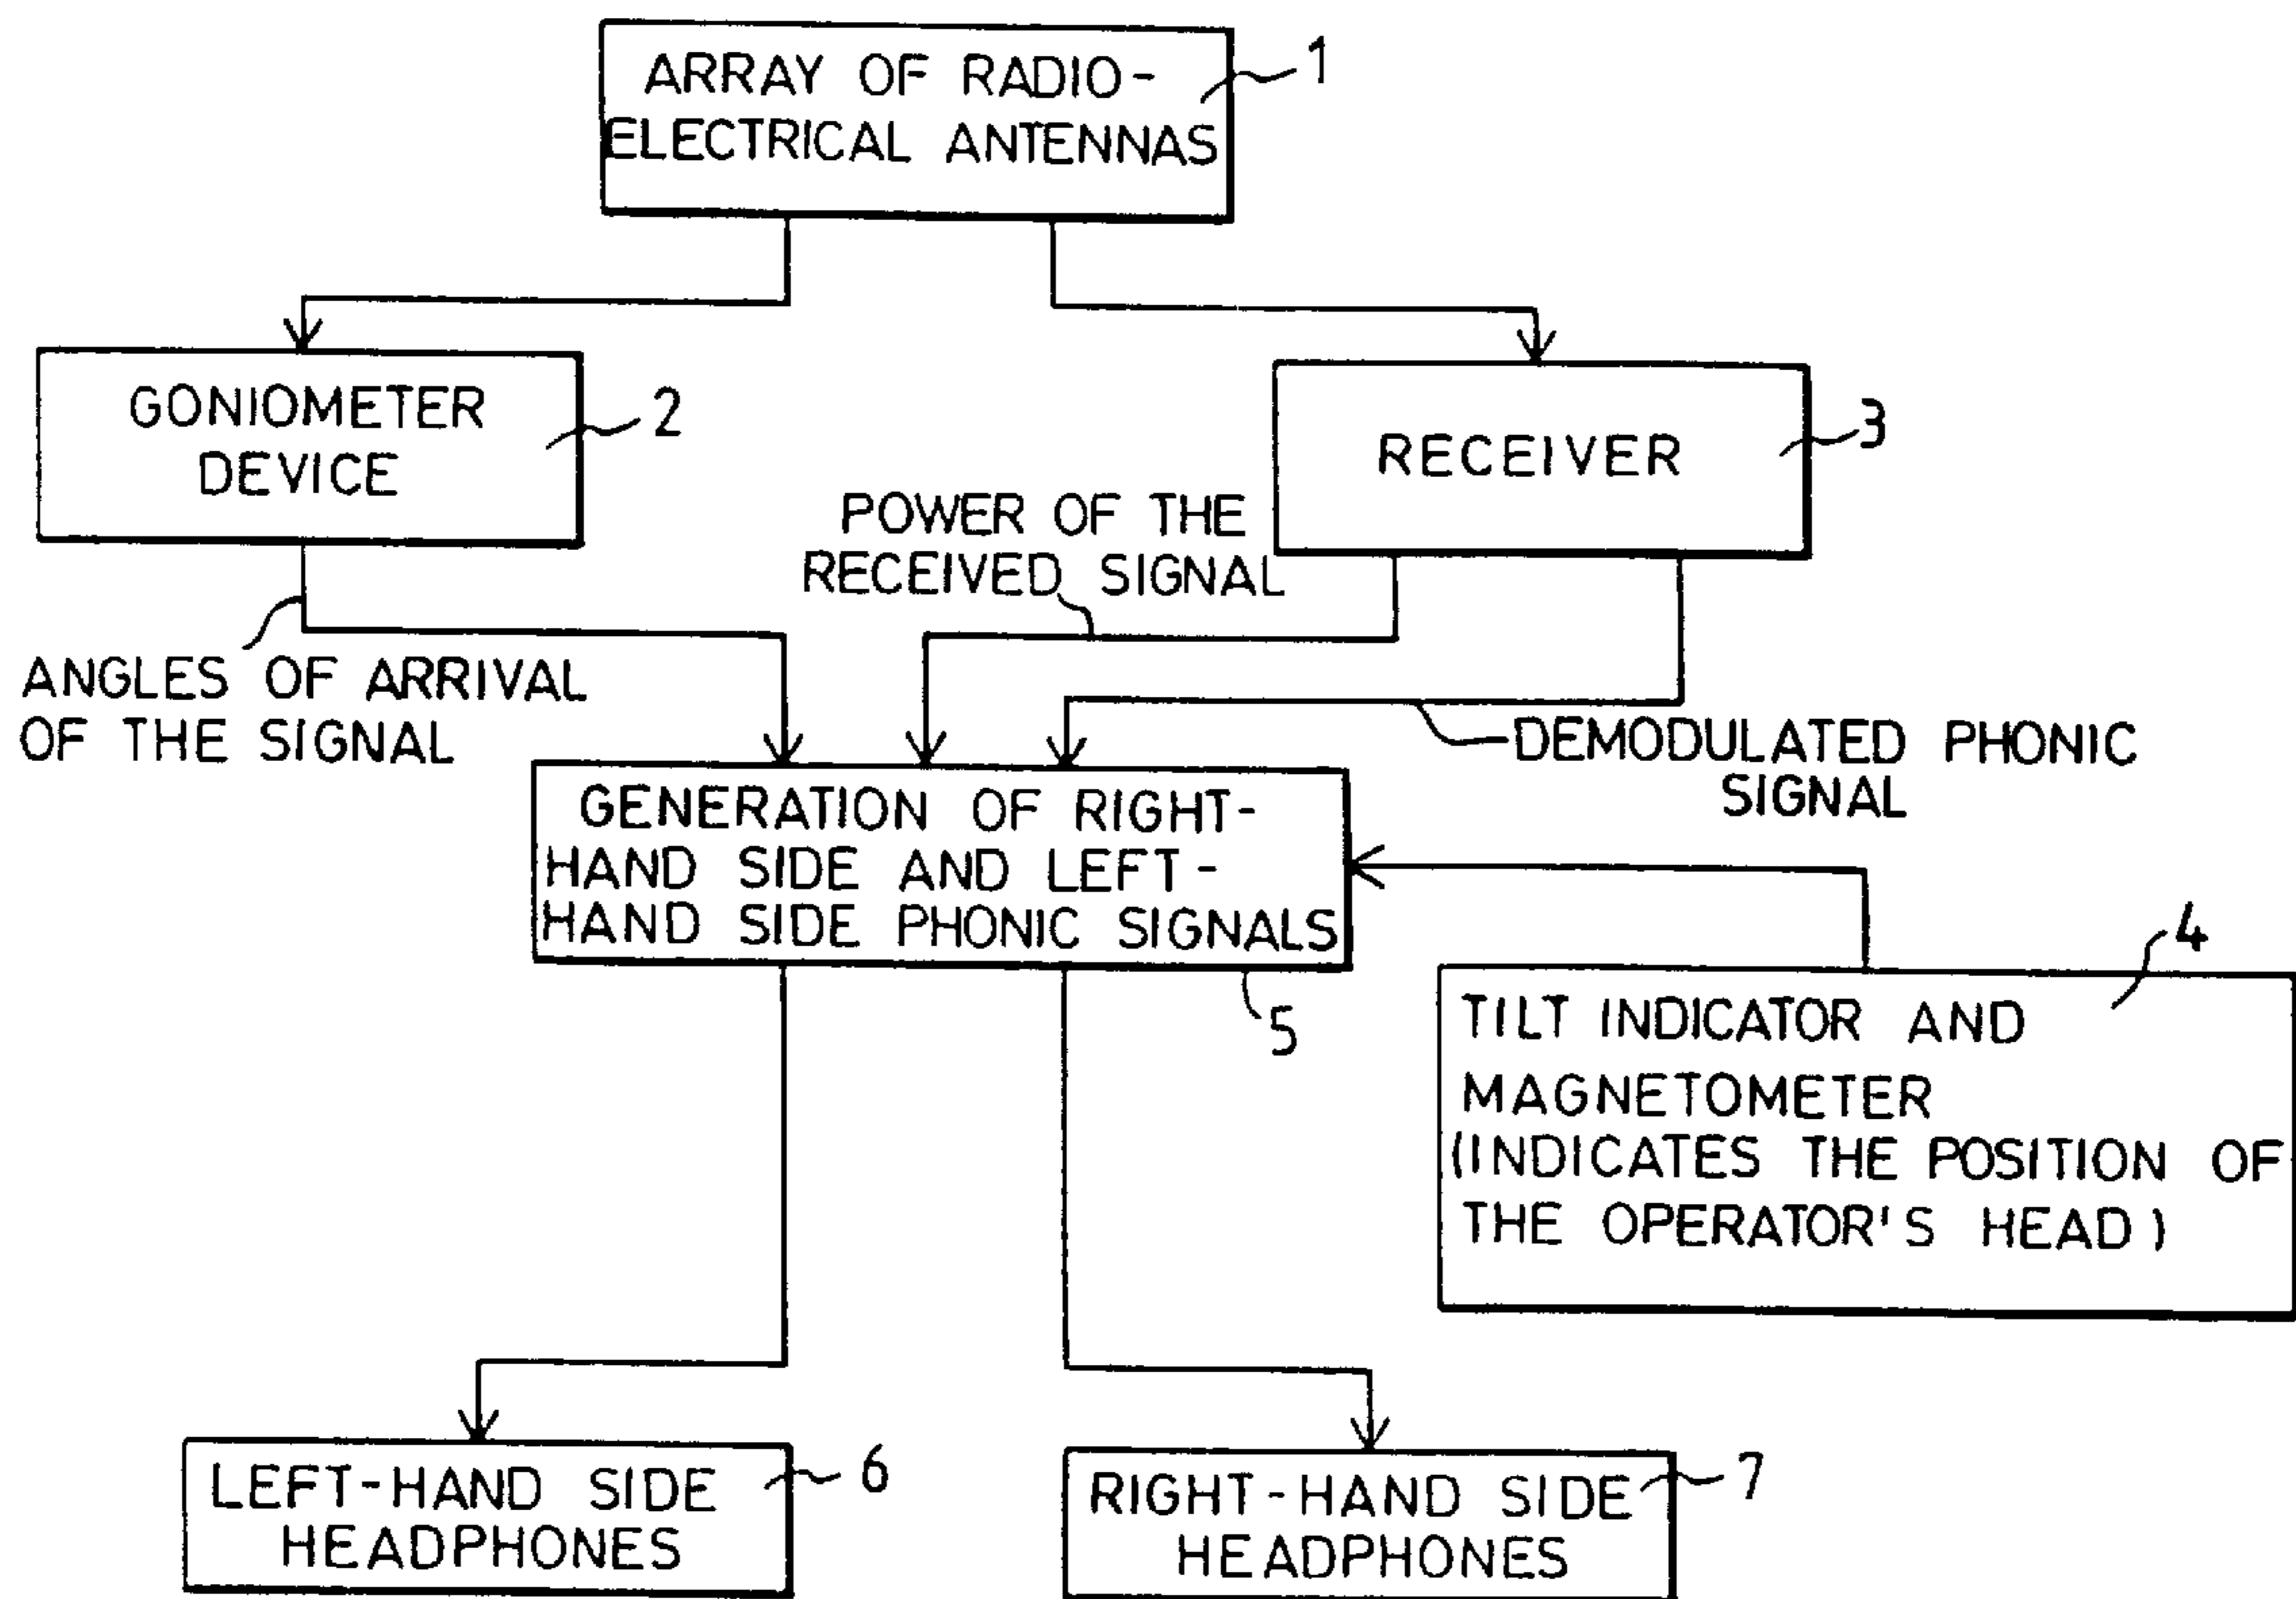 ARRAY OF RADIO-
ELECTRICAL ANTENNAS
1
GONIOMETER
DEVICE
2
RECEIVER
3
POWER OF THE
RECEIVED SIGNAL
ANGLES OF ARRIVAL
OF THE SIGNAL
DEMODULATED PHONIC
SIGNAL
GENERATION OF RIGHT-
HAND SIDE AND LEFT-
HAND SIDE PHONIC SIGNALS
5
4
TILT INDICATOR AND
MAGNETOMETER
(INDICATES THE POSITION OF
THE OPERATOR'S HEAD)
LEFT-HAND SIDE
HEADPHONES
6
RIGHT-HAND SIDE
HEADPHONES
7